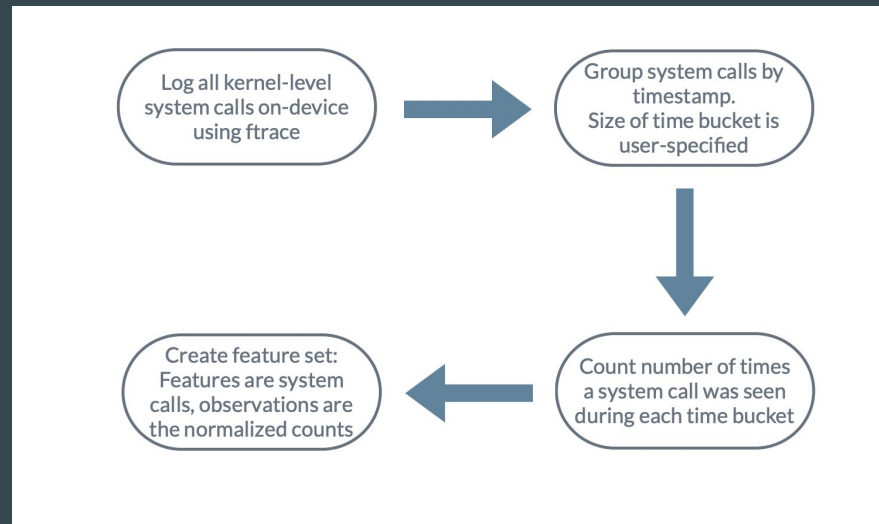 Log all kernel-level
system calls on-device
using ftrace
Group system calls by
timestamp.
Size of time bucket is
user-specified
Count number of times
a system call was seen
during each time bucket
Create feature set:
Features are system
calls, observations are
the normalized counts